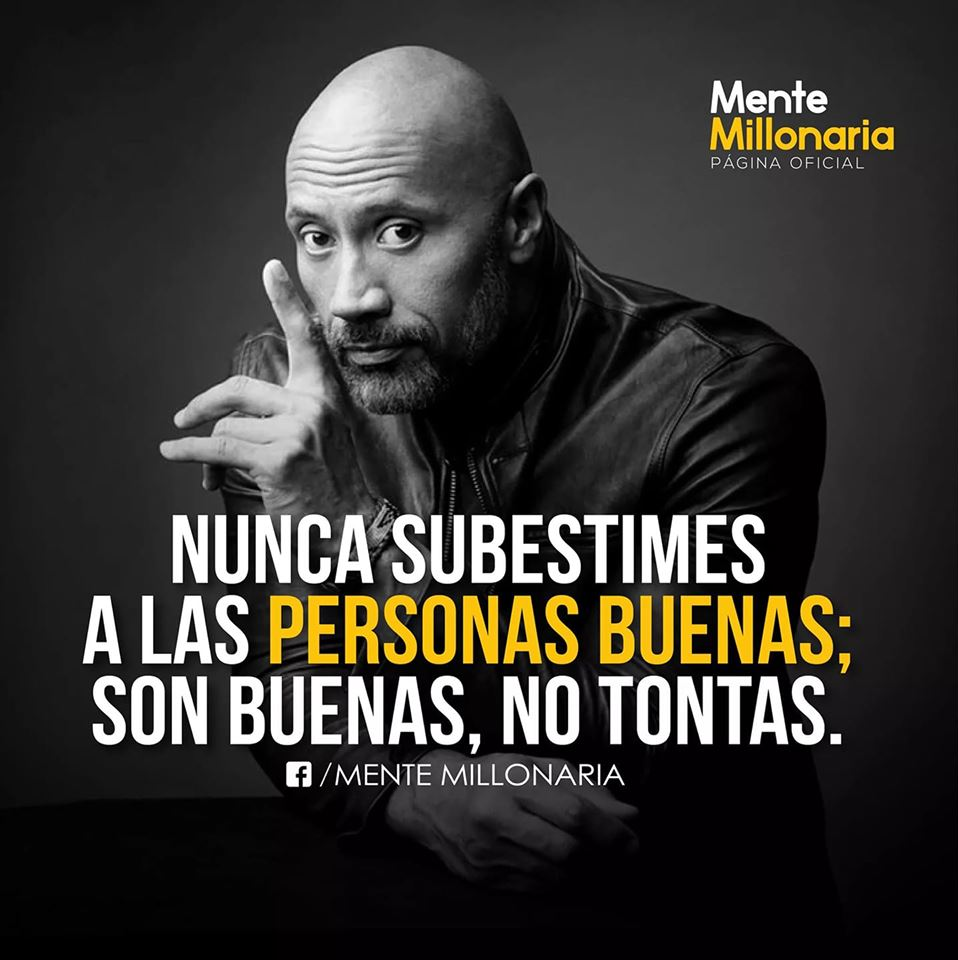 Mente
Millonaria
PÁGINA OFICIAL
NUNCA SUBESTIMES
A LAS PERSONAS BUENAS;
SON BUENAS, NO TONTAS.
f /MENTE MILLONARIA